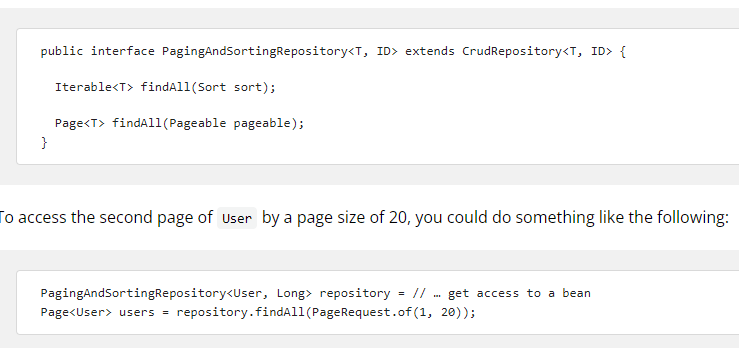 public interface PagingAndSortingRepository<T, ID> extends CrudRepository<T, ID> {
Iterable<T> findAll(Sort sort);
Page<T> findAll(Pageable pageable);
}
To access the second page of User by a page size of 20, you could do something like the following:
PagingAndSortingRepository<User, Long> repository = // … get access to a bean
Page<User> users = repository.findAll(PageRequest.of(1, 20));